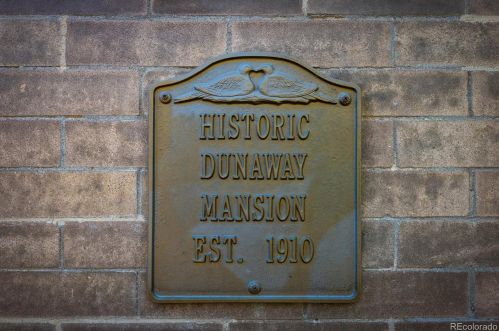 HISTORIC
DUNAWAY
MANSION
EST. 1910
REcolorado